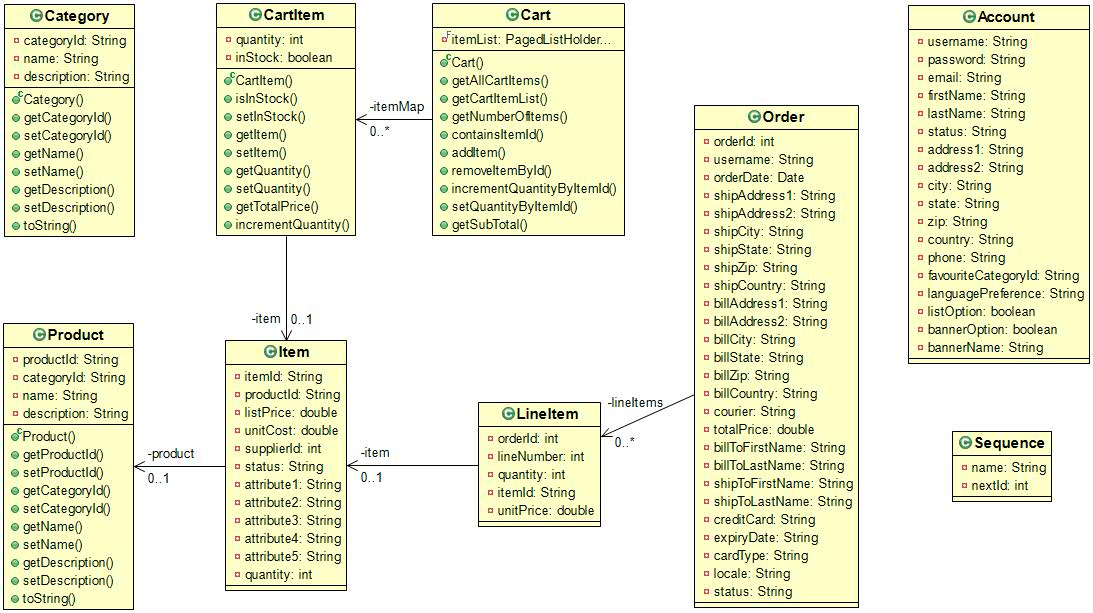 Category
categoryId: String
name: String
description: String
Category()
getCategoryId()
setCategoryId()
getName()
setName()
getDescription()
setDescription()
toString()
CartItem
quantity: int
inStock: boolean
CartItem()
isInStock()
setInStock()
getItem()
setItem()
getQuantity()
setQuantity()
getTotalPrice()
incrementQuantity()
-itemMap
0..*
Cart
itemList: PagedListHolder...
Cart()
getAllCartItems()
getCartItemList()
getNumberOfItems()
containsItemId()
addItem()
removeItemById()
incrementQuantityByItemId()
setQuantityByItemId()
getSubTotal()
Order
orderId: int
username: String
orderDate: Date
shipAddress1: String
shipAddress2: String
shipCity: String
shipState: String
shipZip: String
shipCountry: String
billAddress1: String
billAddress2: String
billCity: String
billState: String
billZip: String
billCountry: String
courier: String
totalPrice: double
billToFirstName: String
billToLastName: String
shipToFirstName: String
shipToLastName: String
creditCard: String
expiryDate: String
cardType: String
locale: String
status: String
Account
username: String
password: String
email: String
firstName: String
lastName: String
status: String
address1: String
address2: String
city: String
state: String
zip: String
country: String
phone: String
favouriteCategoryId: String
languagePreference: String
listOption: boolean
bannerOption: boolean
bannerName: String
-item 0..1
Product
productId: String
categoryId: String
name: String
description: String
Product()
getProductId()
setProductId()
getCategoryId()
setCategoryId()
getName()
setName()
getDescription()
setDescription()
toString()
-product
0..1
Item
itemId: String
productId: String
listPrice: double
unitCost: double
supplierId: int
status: String
attribute1: String
attribute2: String
attribute3: String
attribute4: String
attribute5: String
quantity: int
-item
0..1
LineItem
orderId: int
lineNumber: int
quantity: int
itemId: String
unitPrice: double
-lineItems
0..*
Sequence
name: String
nextId: int